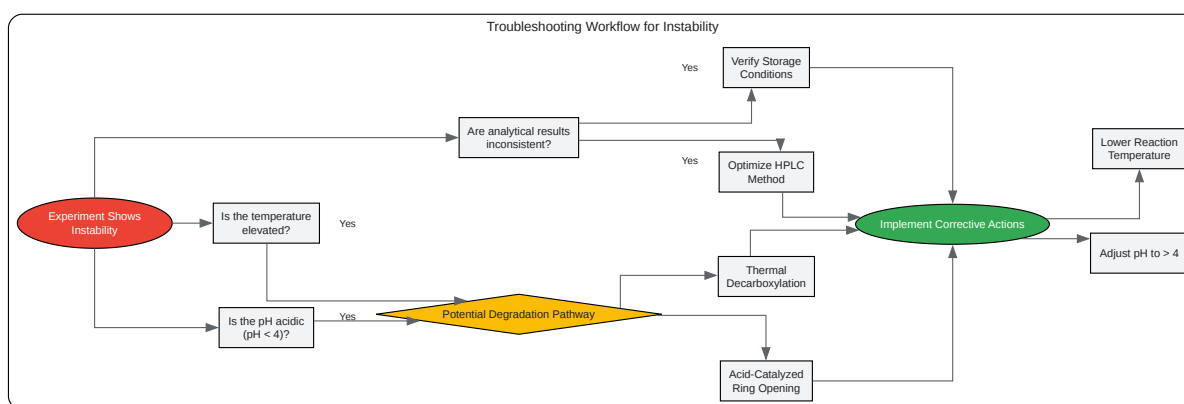 Troubleshooting Workflow for Instability
Yes
Verify Storage
Conditions
Are analytical results
inconsistent?
Yes
Optimize HPLC
Method
Lower Reaction
Temperature
Experiment Shows
Instability
Is the temperature
elevated?
Yes
Implement Corrective Actions
Adjust pH to > 4
Thermal
Decarboxylation
Is the pH acidic
(pH < 4)?
Yes
Potential Degradation Pathway
Acid-Catalyzed
Ring Opening